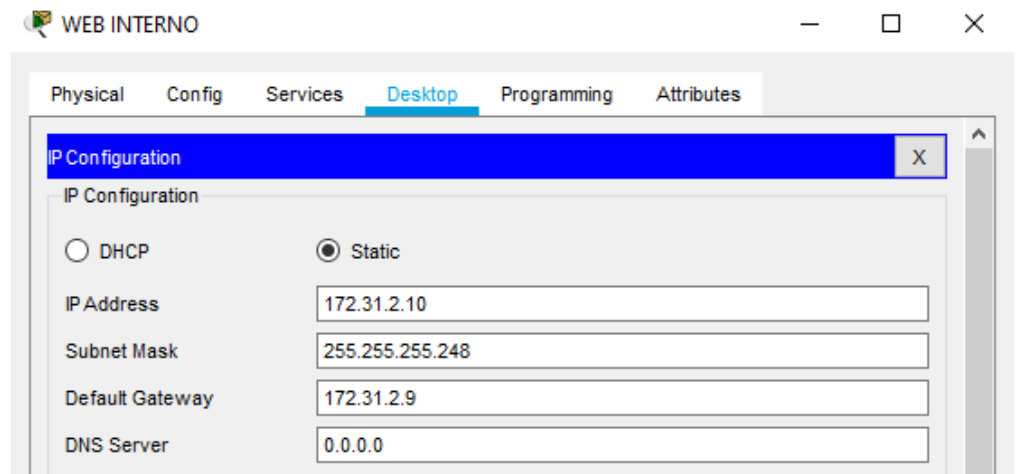 WEB INTERNO
Physical Config Services Desktop Programming Attributes
IP Configuration X
IP Configuration
DHCP Static
IP Address 172.31.2.10
Subnet Mask 255.255.255.248
Default Gateway 172.31.2.9
DNS Server 0.0.0.0